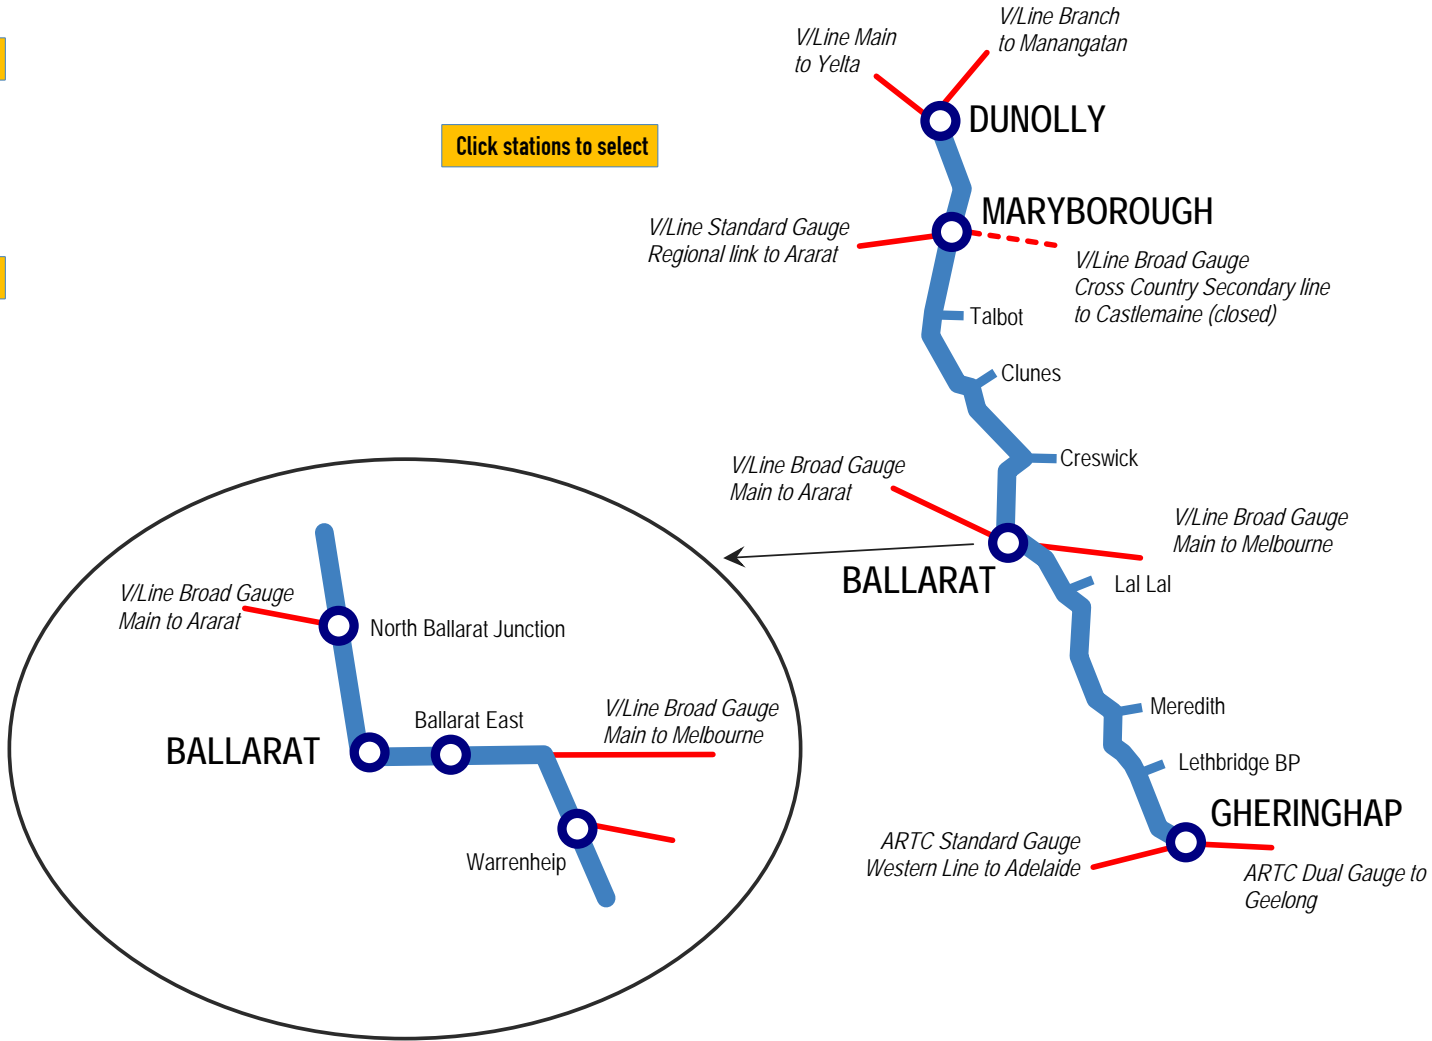 V/Line Branch
to Manangatan
V/Line Main
to Yelta
DUNOLLY
Click stations to select
MARYBOROUGH
V/Line Standard Gauge
Regional link to Ararat
V/Line Broad Gauge
Cross Country Secondary line
to Castlemaine (closed)
Talbot
Clunes
Creswick
V/Line Broad Gauge
Main to Ararat
V/Line Broad Gauge
Main to Melbourne
BALLARAT
Lal Lal
Meredith
Lethbridge BP
GHERINGHAP
ARTC Standard Gauge
Western Line to Adelaide
ARTC Dual Gauge to
Geelong
V/Line Broad Gauge
Main to Ararat
North Ballarat Junction
Ballarat East
V/Line Broad Gauge
Main to Melbourne
BALLARAT
Warrenheip